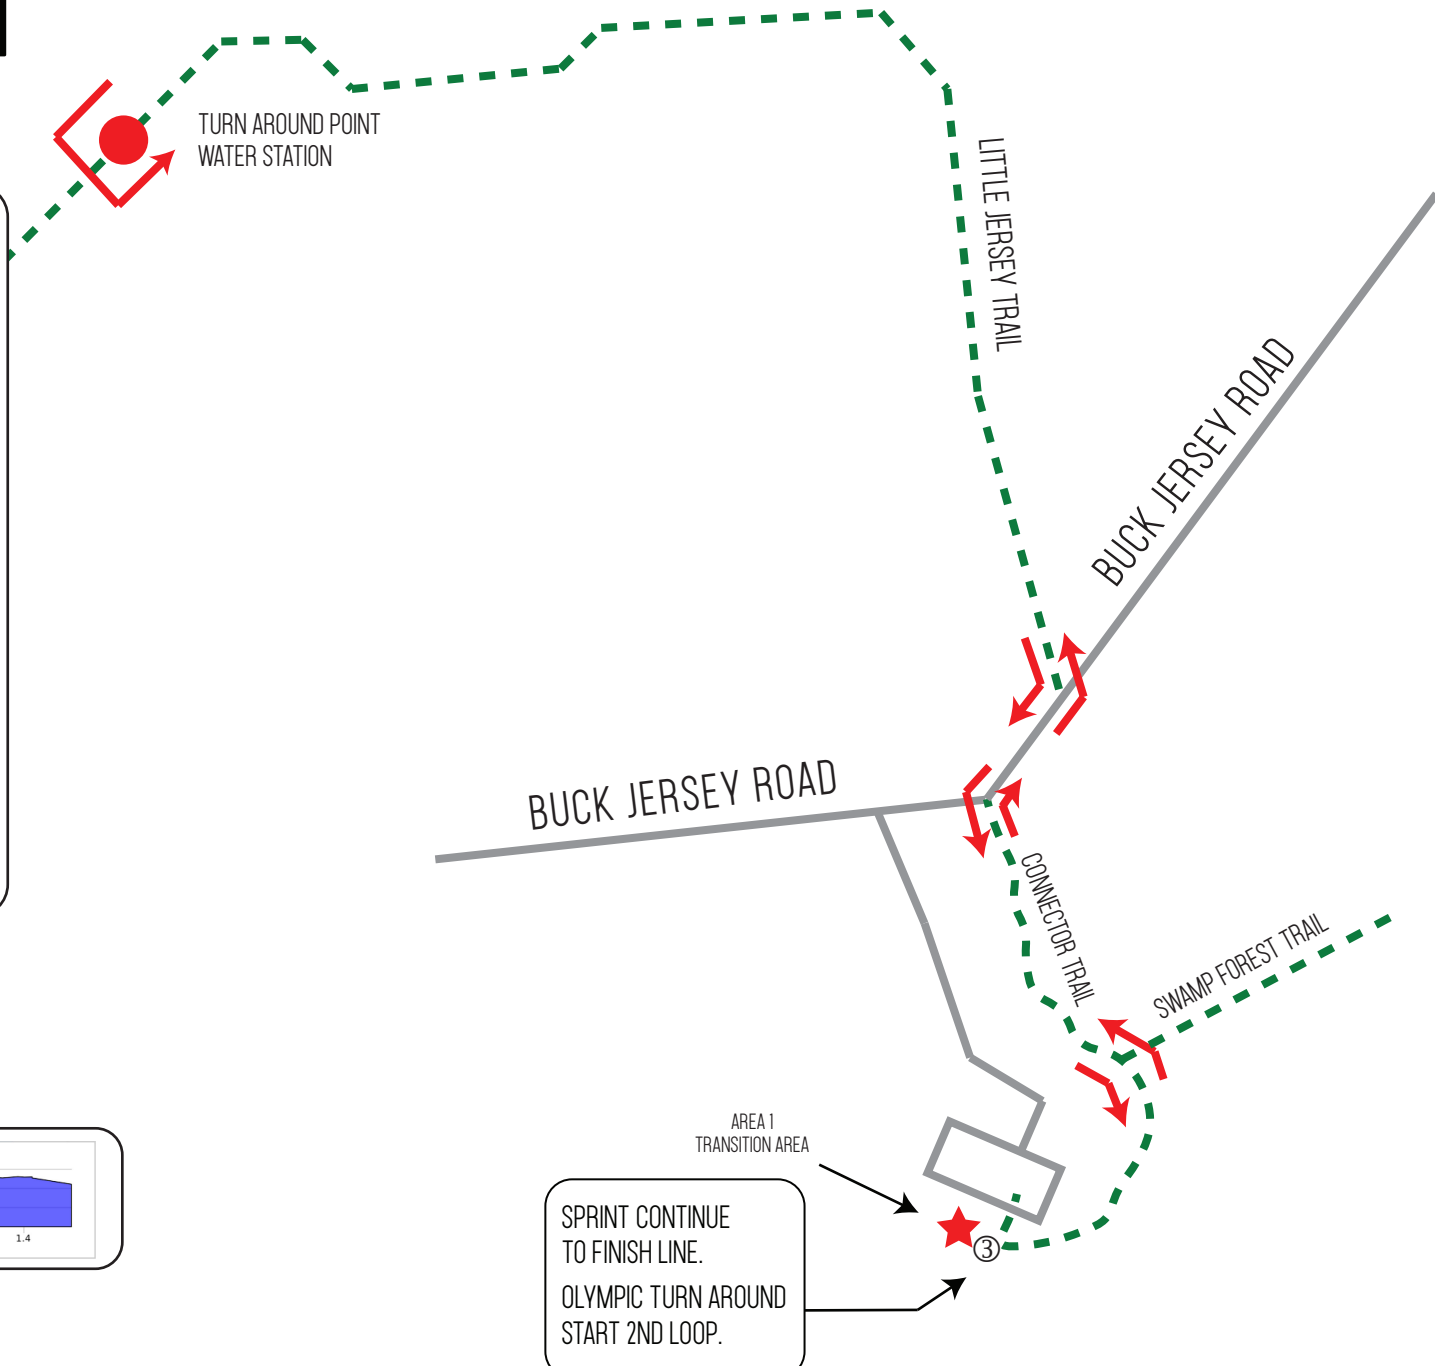 TURN AROUND POINT
WATER STATION
LITTLE JERSEY TRAIL
BUCK JERSEY ROAD
BUCK JERSEY ROAD
CONNECTOR TRAIL
SWAMP FOREST TRAIL
AREA 1
TRANSITION AREA
SPRINT CONTINUE
TO FINISH LINE.
OLYMPIC TURN AROUND
START 2ND LOOP.
3
1.4